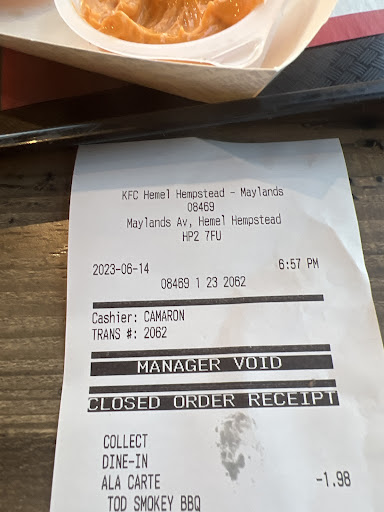 KFC Hemel Hempstead - Maylands
08469
Maylands Av, Hemel Hempstead
HP2 7FU
2023-06-14 6:57 PM
08469 1 23 2062
Cashier: CAMARON
TRANS #: 2062
MANAGER VOID
CLOSED ORDER RECEIPT
COLLECT
DINE-IN
ALA CARTE -1.98
TOD SMOKEY BBQ